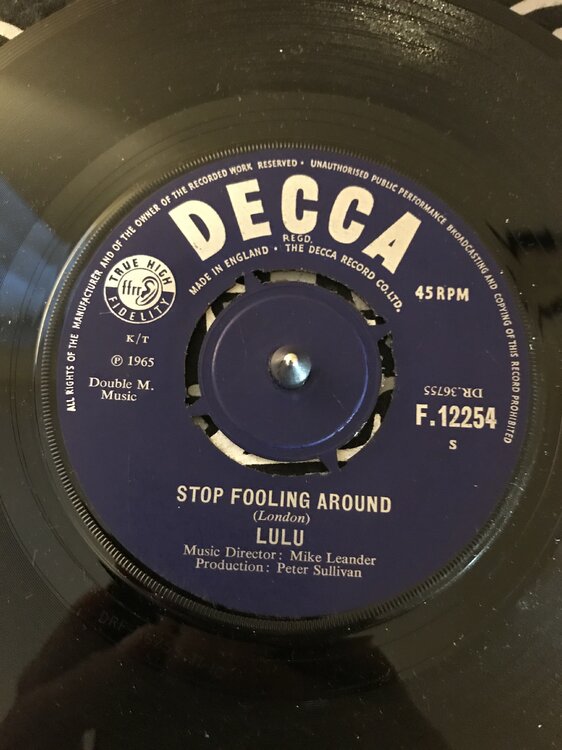 ALL RIGHTS OF THE MANUFACTURER AND OF THE OWNER OF THE RECORDED WORK RESERVED • UNAUTHORISED PUBLIC PERFORMANCE BROADCASTING AND COPYING OF THIS RECORD PROHIBITED
DECCA
REGD.
MADE IN ENGLAND • THE DECCA RECORD CO. LTD.
TRUE HIGH
ffrr
FIDELITY
45 RPM
K/T
℗ 1965
Double M.
Music
DR.36755
F.12254
S
STOP FOOLING AROUND
(London)
LULU
Music Director: Mike Leander
Production: Peter Sullivan